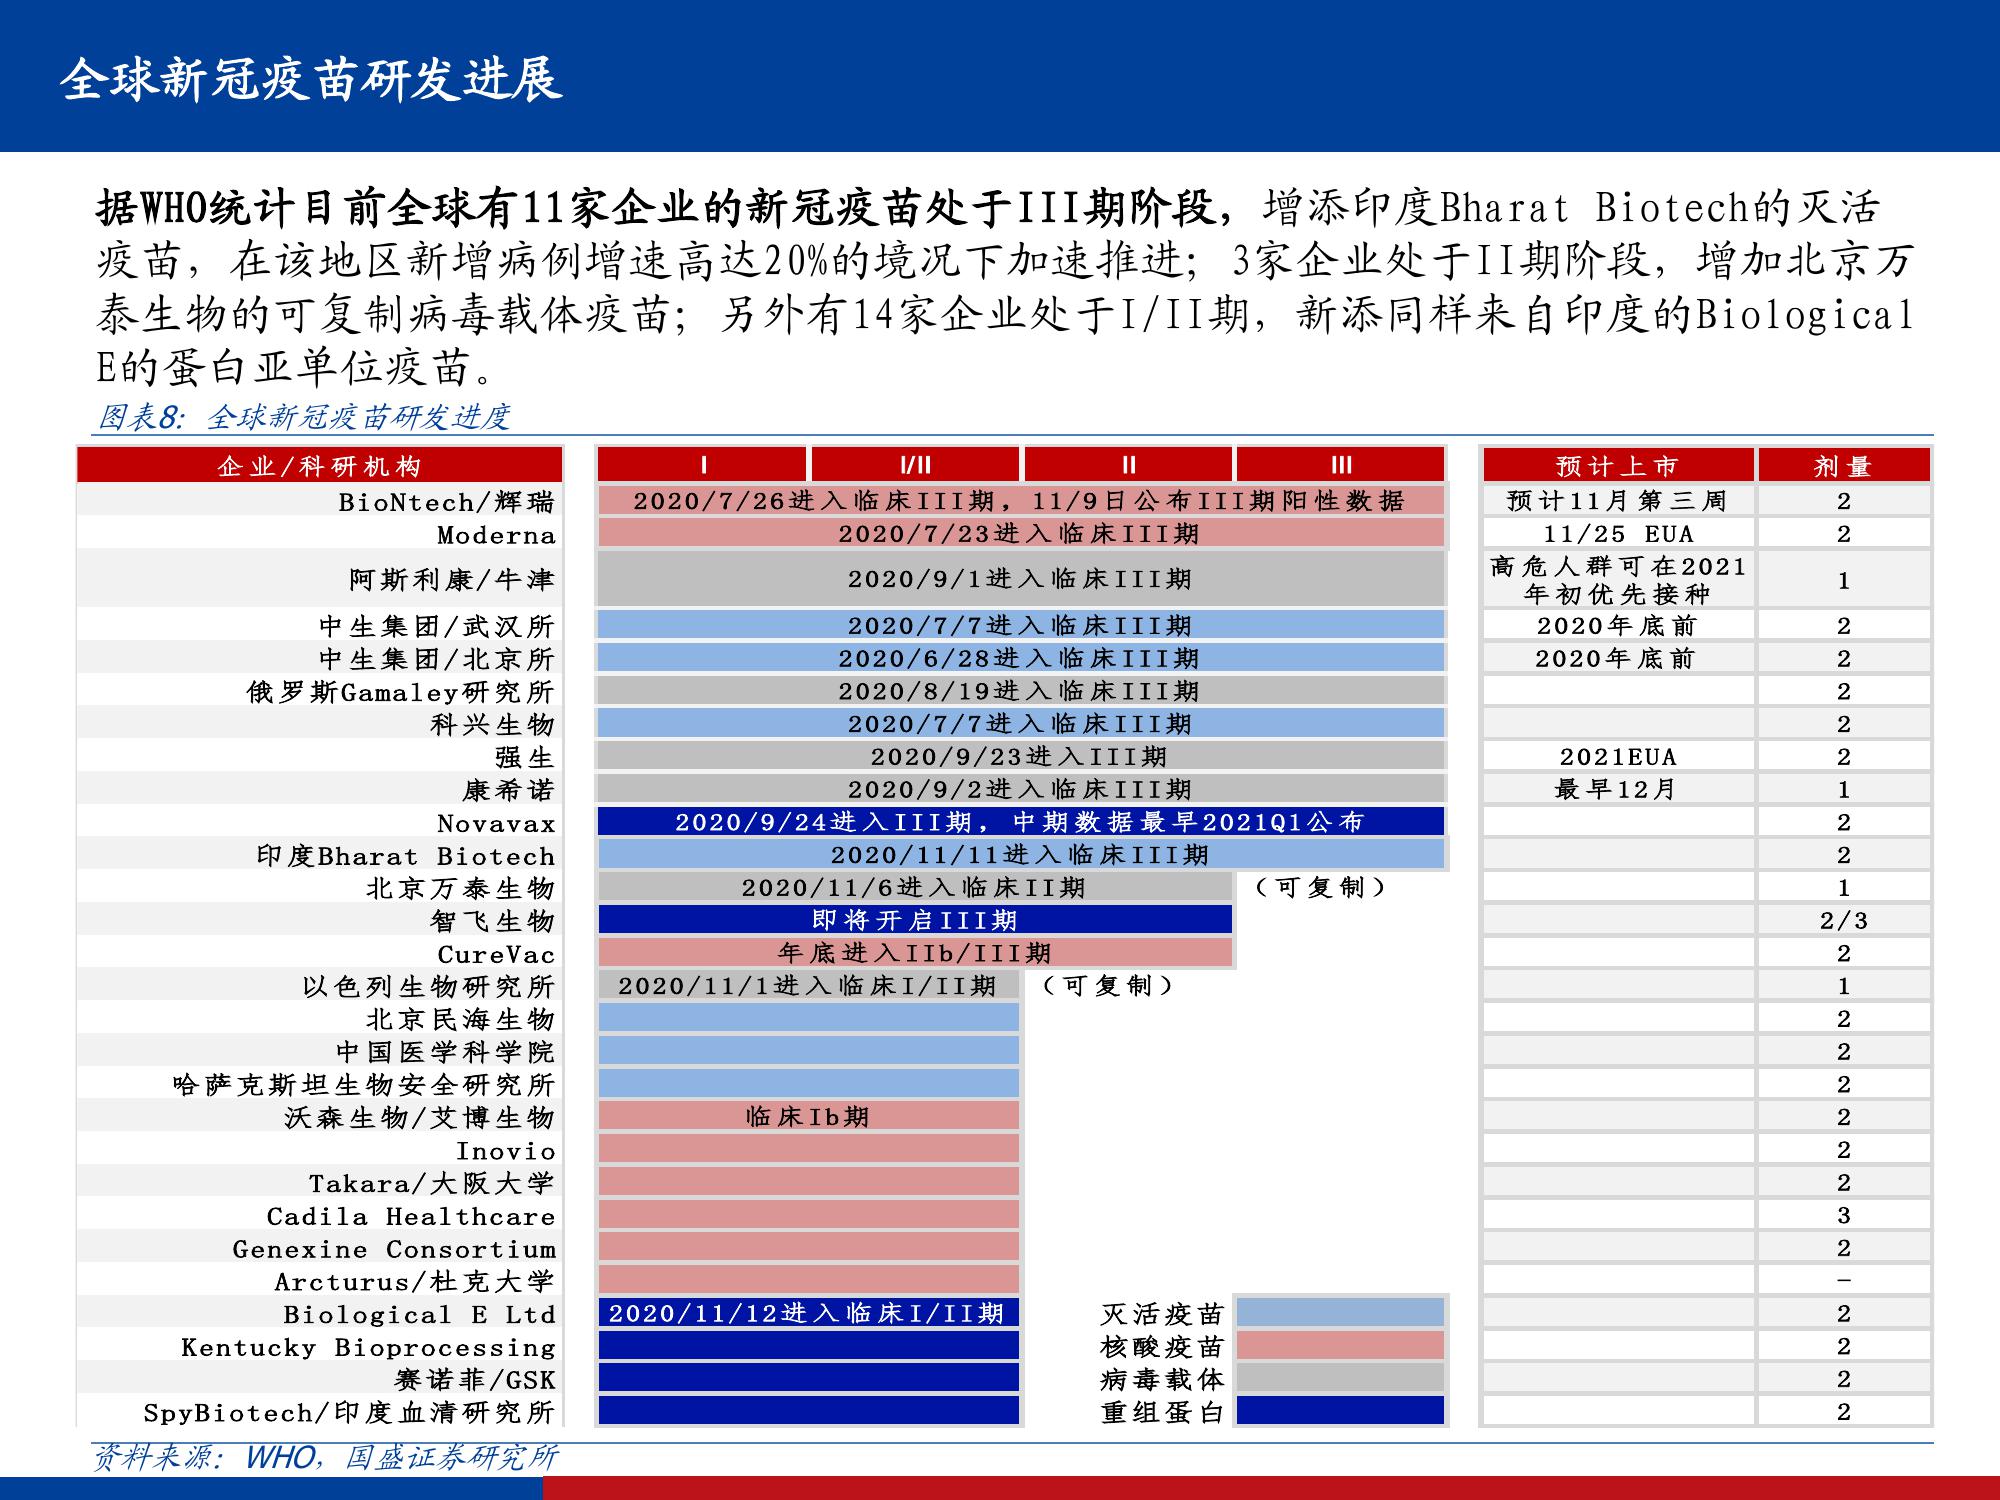 全球新冠疫苗研发进展
据WHO统计目前全球有11家企业的新冠疫苗处于III期阶段，增添印度Bharat Biotech的灭活
疫苗，在该地区新增病例增速高达20%的境况下加速推进；3家企业处于II期阶段，增加北京万
泰生物的可复制病毒载体疫苗；另外有14家企业处于I/II期，新添同样来自印度的Biological
E的蛋白亚单位疫苗。
图表8：全球新冠疫苗研发进度
企业/科研机构 I I/II II III 预计上市 剂量
BioNtech/辉瑞 2020/7/26进入临床III期，11/9日公布III期阳性数据 预计11月第三周 2
Moderna 2020/7/23进入临床III期 11/25 EUA 2
阿斯利康/牛津 2020/9/1进入临床III期 高危人群可在2021
年初优先接种 1
中生集团/武汉所 2020/7/7进入临床III期 2020年底前 2
中生集团/北京所 2020/6/28进入临床III期 2020年底前 2
俄罗斯Gamaley研究所 2020/8/19进入临床III期 2
科兴生物 2020/7/7进入临床III期 2
强生 2020/9/23进入III期 2021EUA 2
康希诺 2020/9/2进入临床III期 最早12月 1
Novavax 2020/9/24进入III期，中期数据最早2021Q1公布 2
印度Bharat Biotech 2020/11/11进入临床III期 2
北京万泰生物 2020/11/6进入临床II期 （可复制） 1
智飞生物 即将开启III期 2/3
CureVac 年底进入IIb/III期 2
以色列生物研究所 2020/11/1进入临床I/II期 （可复制） 1
北京民海生物 2
中国医学科学院 2
哈萨克斯坦生物安全研究所 2
沃森生物/艾博生物 临床Ib期 2
Inovio 2
Takara/大阪大学 2
Cadila Healthcare 3
Genexine Consortium 2
Arcturus/杜克大学 –
Biological E Ltd 2020/11/12进入临床I/II期 灭活疫苗 2
Kentucky Bioprocessing 核酸疫苗 2
赛诺菲/GSK 病毒载体 2
SpyBiotech/印度血清研究所 重组蛋白 2
资料来源：WHO，国盛证券研究所